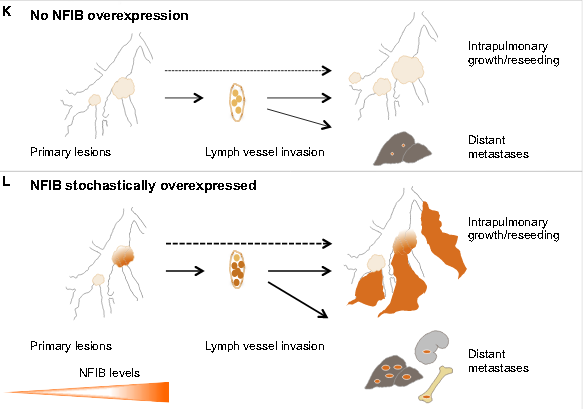 K No NFIB overexpression
Intrapulmonary
growth/reseeding
Primary lesions
Lymph vessel invasion
Distant
metastases
L NFIB stochastically overexpressed
Intrapulmonary
growth/reseeding
Primary lesions
Lymph vessel invasion
Distant
metastases
NFIB levels